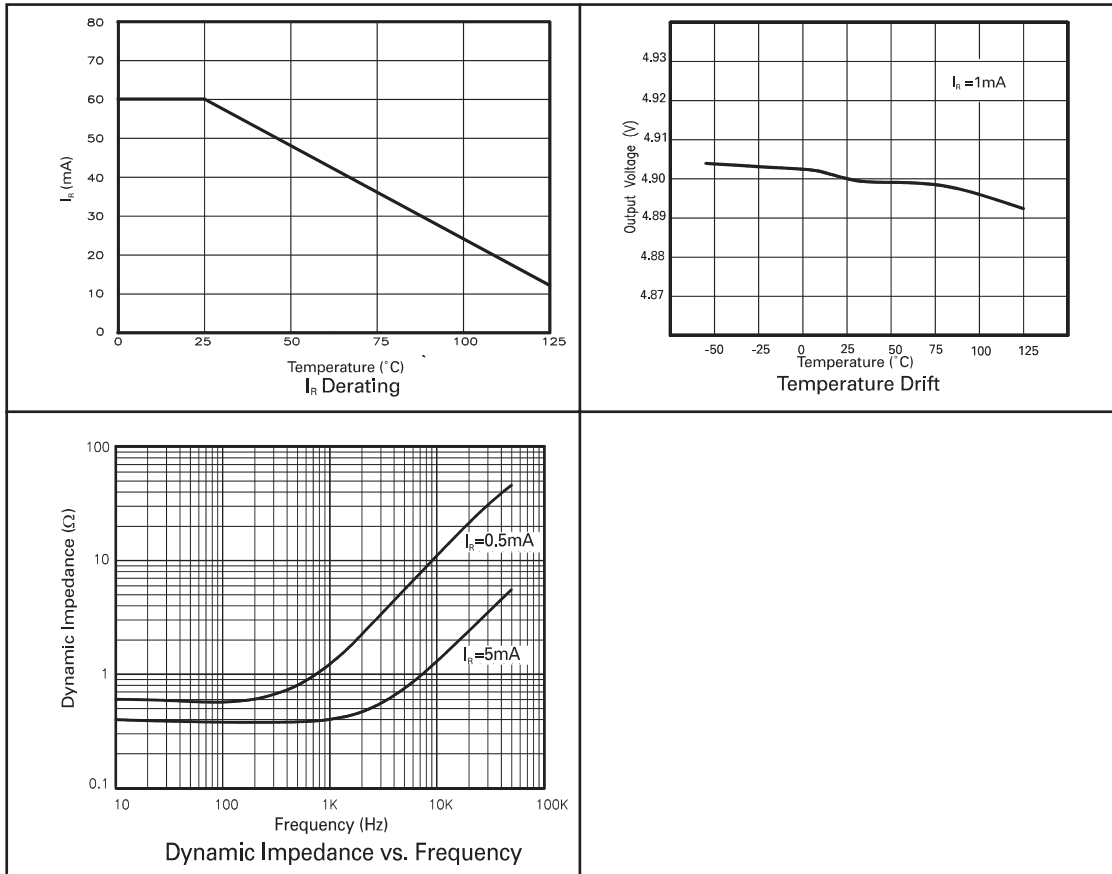 80
70
60
50
40
30
20
10
0
I_R (mA)
0 25 50 75 100 125
Temperature (˚C)
I_R Derating
4.93
4.92
4.91
4.90
4.89
4.88
4.87
Output Voltage (V)
I_R =1mA
-50 -25 0 25 50 75 100 125
Temperature (˚C)
Temperature Drift
100
10
1
0.1
Dynamic Impedance (Ω)
I_R=0.5mA
I_R=5mA
10 100 1K 10K 100K
Frequency (Hz)
Dynamic Impedance vs. Frequency